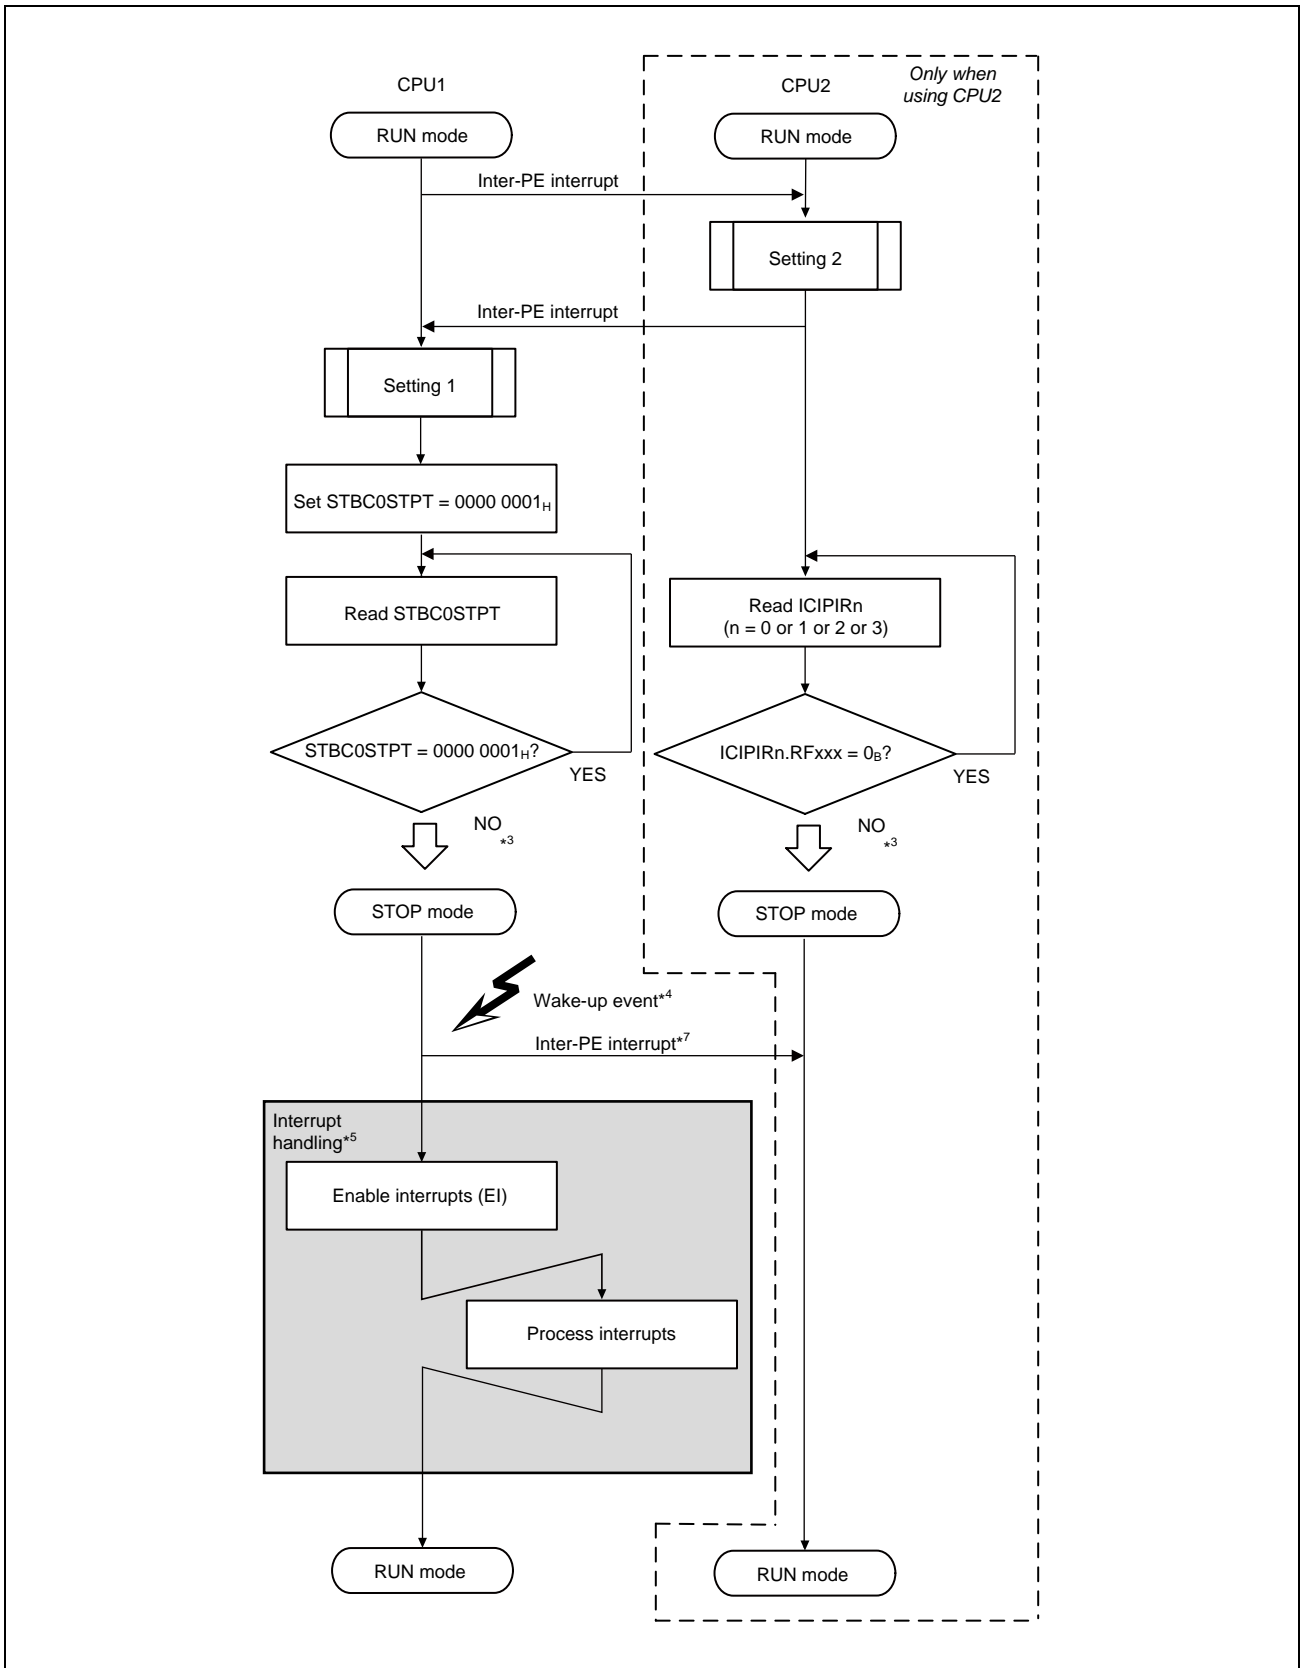 CPU1
CPU2
Only when
using CPU2
RUN mode
RUN mode
Inter-PE interrupt
Setting 2
Inter-PE interrupt
Setting 1
Set STBC0STPT = 0000 0001H
Read STBC0STPT
Read ICIPIRn
(n = 0 or 1 or 2 or 3)
STBC0STPT = 0000 0001H?
YES
ICIPIRn.RFxxx = 0B?
YES
NO
*3
NO
*3
STOP mode
STOP mode
Wake-up event*4
Inter-PE interrupt*7
Interrupt
handling*5
Enable interrupts (EI)
Process interrupts
RUN mode
RUN mode